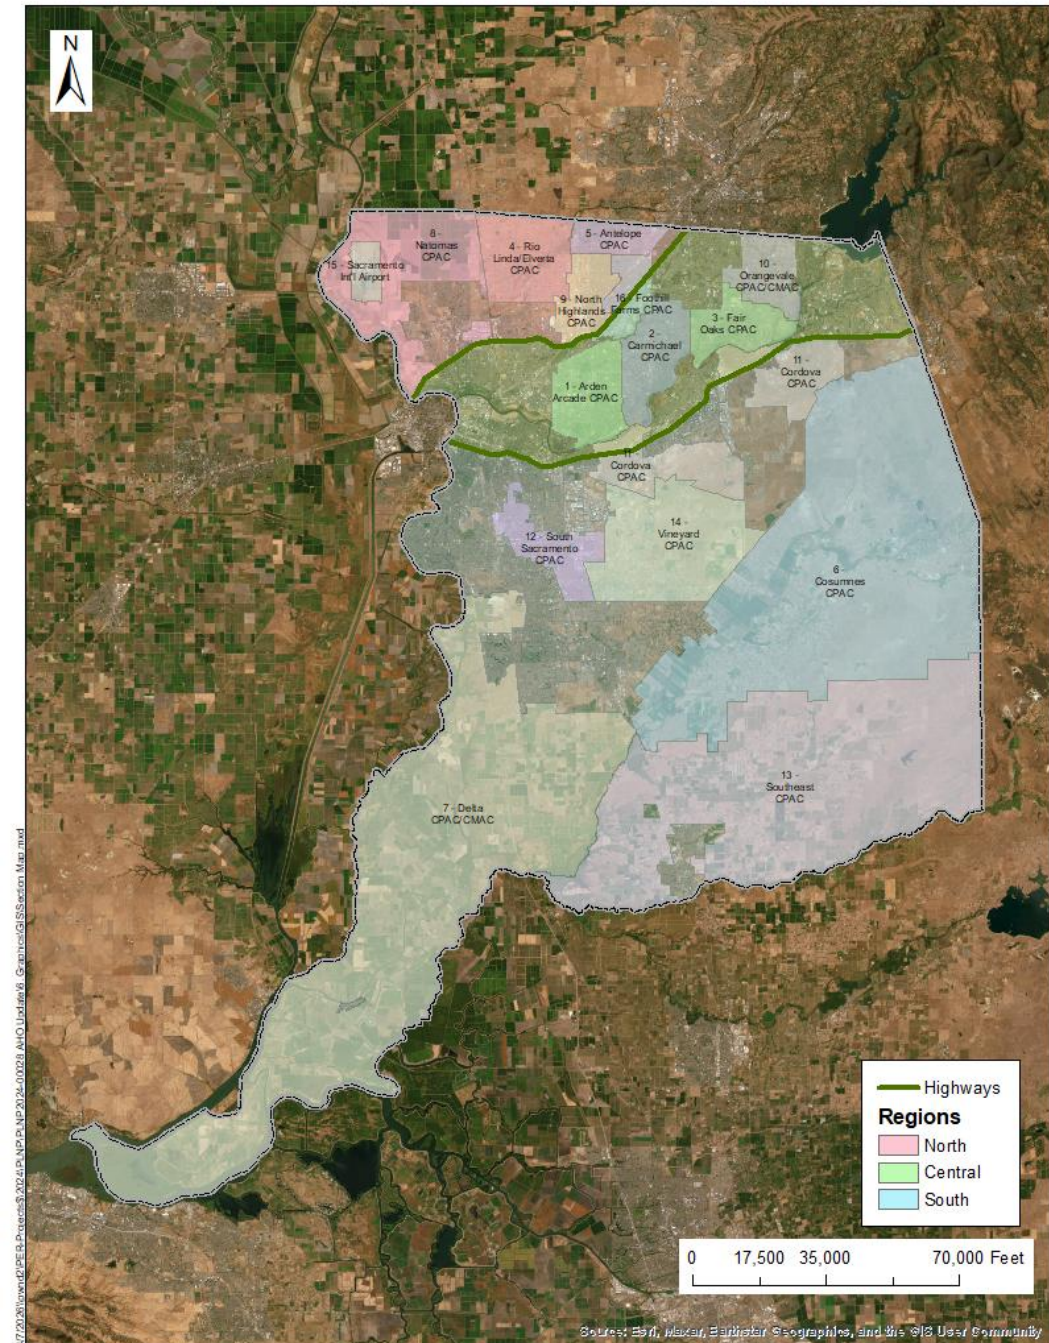 N
8 -
Natomas
CPAC
4 - Rio
Linda/Elverta
CPAC
5 - Antelope
CPAC
15 - Sacramento
Int'l Airport
10 -
Orangevale
CPAC/CMAC
9 - North
Highlands
CPAC
16 - Foothill
Farms CPAC
3 - Fair
Oaks CPAC
2 -
Carmichael
CPAC
11 -
Cordova
CPAC
1 - Arden
Arcade CPAC
11 -
Cordova
CPAC
14 -
Vineyard
CPAC
12 - South
Sacramento
CPAC
6 -
Cosumnes
CPAC
13 -
Southeast
CPAC
7 - Delta
CPAC/CMAC
Highways
Regions
North
Central
South
0 17,500 35,000 70,000 Feet
Source: Esri, Maxar, Earthstar Geographics, and the GIS User Community